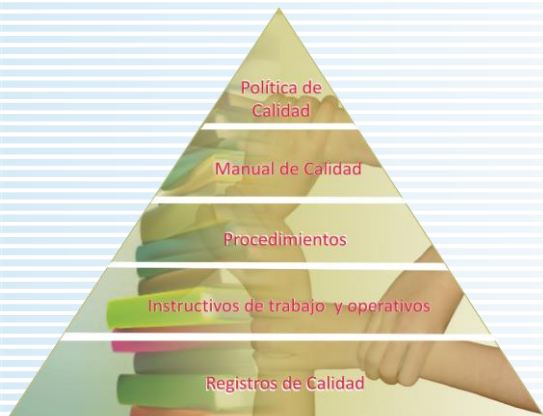 Política de
Calidad
Manual de Calidad
Procedimientos
Instructivos de trabajo y operativos
Registros de Calidad